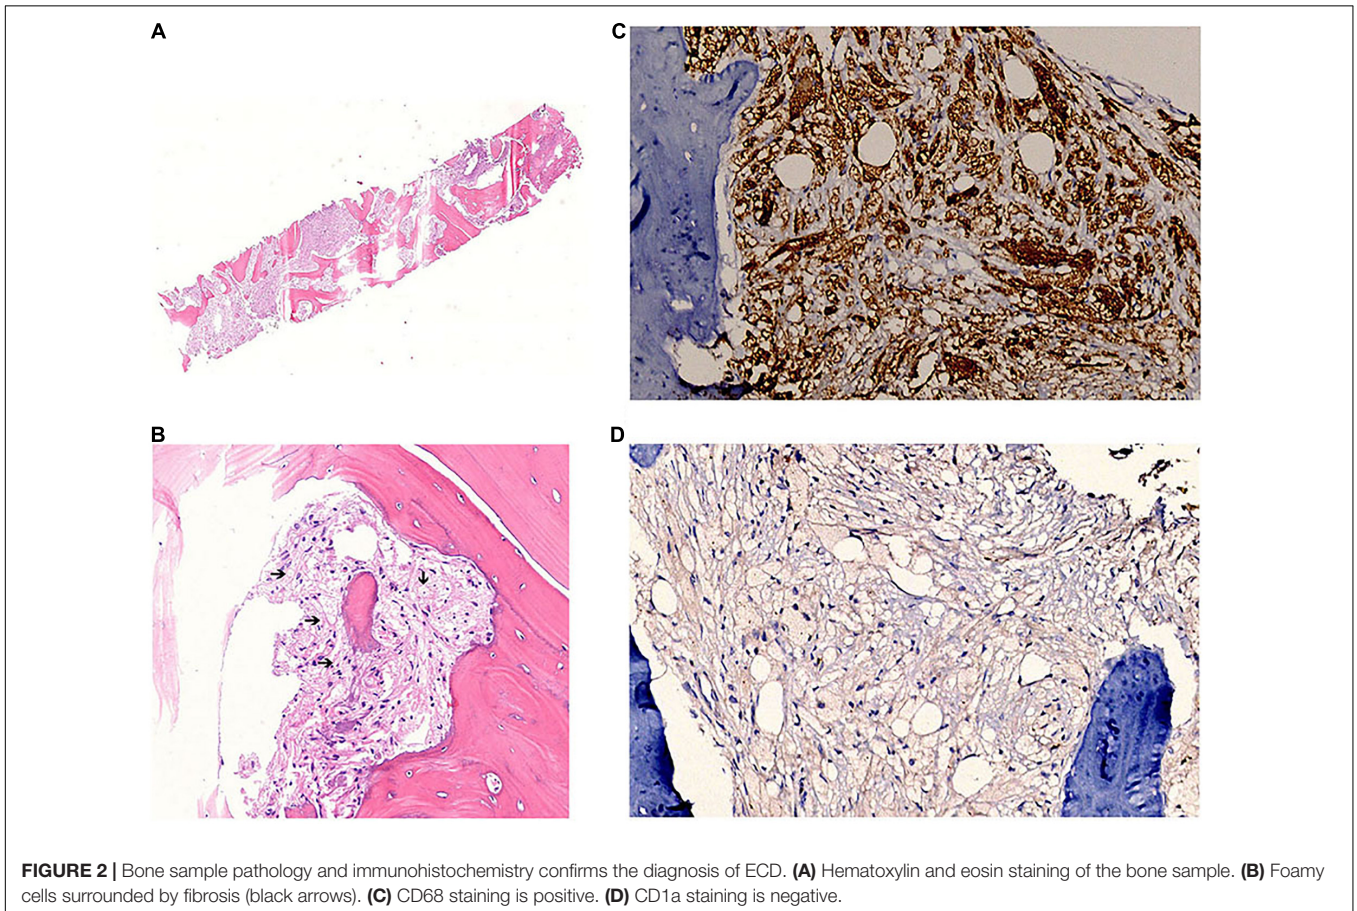 A
C
B
D
FIGURE 2 | Bone sample pathology and immunohistochemistry confirms the diagnosis of ECD. (A) Hematoxylin and eosin staining of the bone sample. (B) Foamy
cells surrounded by fibrosis (black arrows). (C) CD68 staining is positive. (D) CD1a staining is negative.